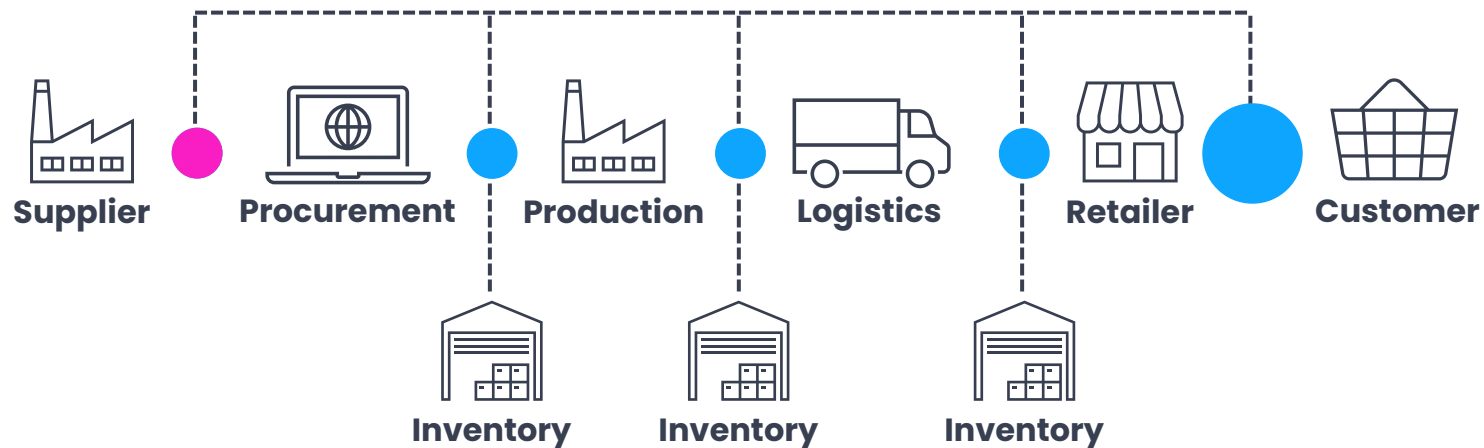 Supplier
Procurement
Production
Logistics
Retailer
Customer
Inventory
Inventory
Inventory